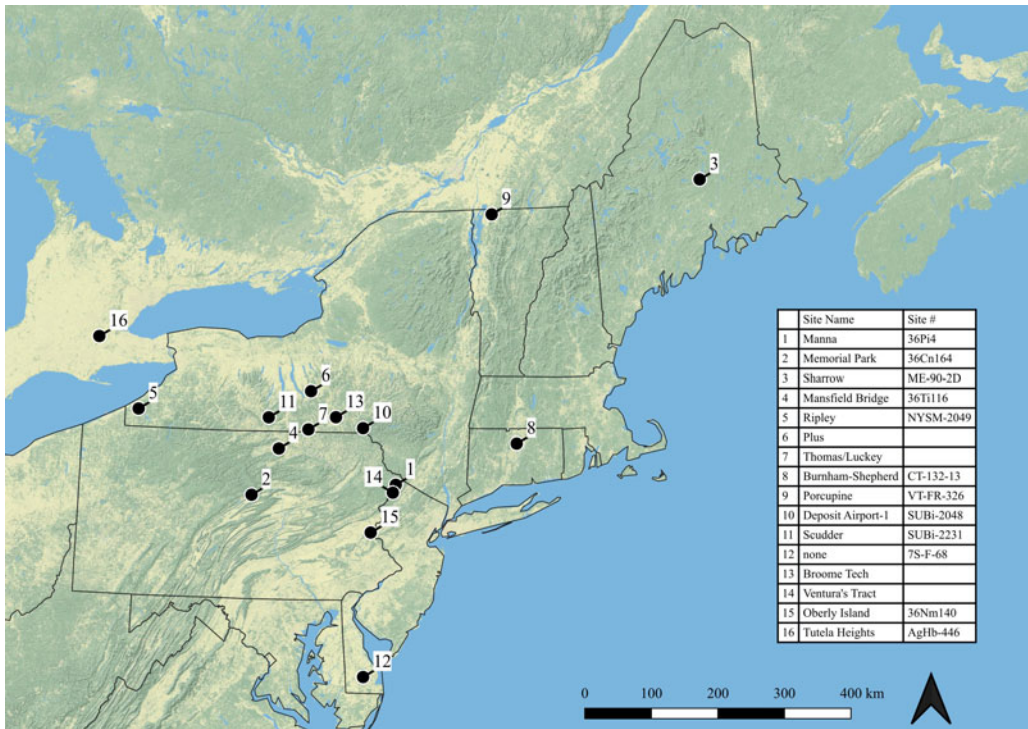 3
9
16
6
5
11
7
13
10
4
8
2
14
1
15
12
Site Name Site #
1 Manna 36Pi4
2 Memorial Park 36Cn164
3 Sharrow ME-90-2D
4 Mansfield Bridge 36Ti116
5 Ripley NYSM-2049
6 Plus
7 Thomas/Luckey
8 Burnham-Shepherd CT-132-13
9 Porcupine VT-FR-326
10 Deposit Airport-1 SUBi-2048
11 Scudder SUBi-2231
12 none 7S-F-68
13 Broome Tech
14 Ventura's Tract
15 Oberly Island 36Nm140
16 Tutela Heights AgHb-446
0 100 200 300 400 km